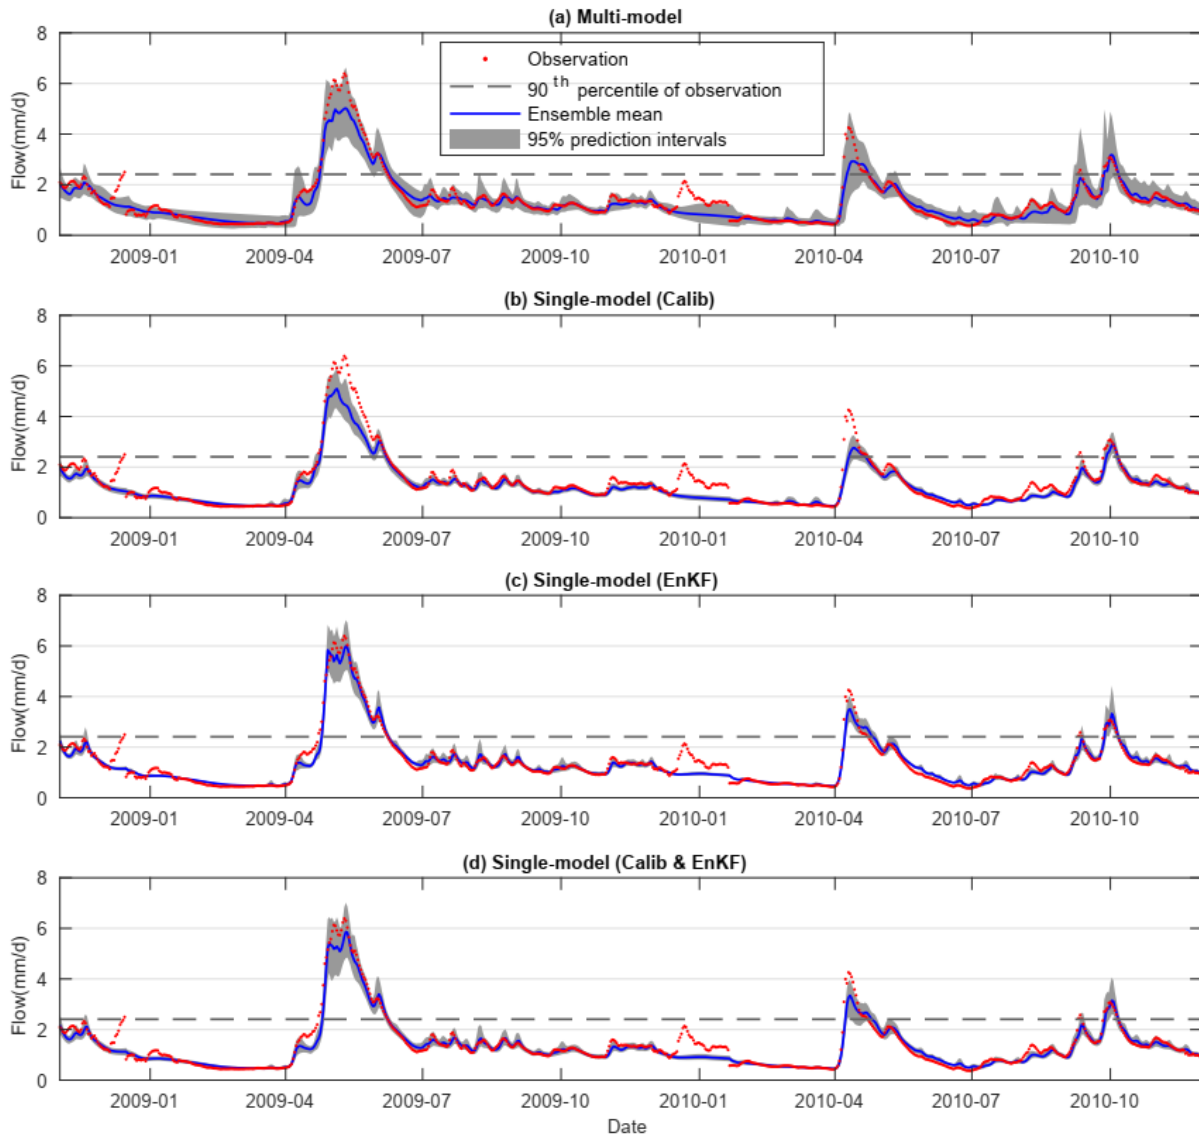 (a) Multi-model
8
6
4
2
0
Flow(mm/d)
Observation
90 th percentile of observation
Ensemble mean
95% prediction intervals
2009-01 2009-04 2009-07 2009-10 2010-01 2010-04 2010-07 2010-10
(b) Single-model (Calib)
8
6
4
2
0
Flow(mm/d)
2009-01 2009-04 2009-07 2009-10 2010-01 2010-04 2010-07 2010-10
(c) Single-model (EnKF)
8
6
4
2
0
Flow(mm/d)
2009-01 2009-04 2009-07 2009-10 2010-01 2010-04 2010-07 2010-10
(d) Single-model (Calib & EnKF)
8
6
4
2
0
Flow(mm/d)
2009-01 2009-04 2009-07 2009-10 2010-01 2010-04 2010-07 2010-10
Date